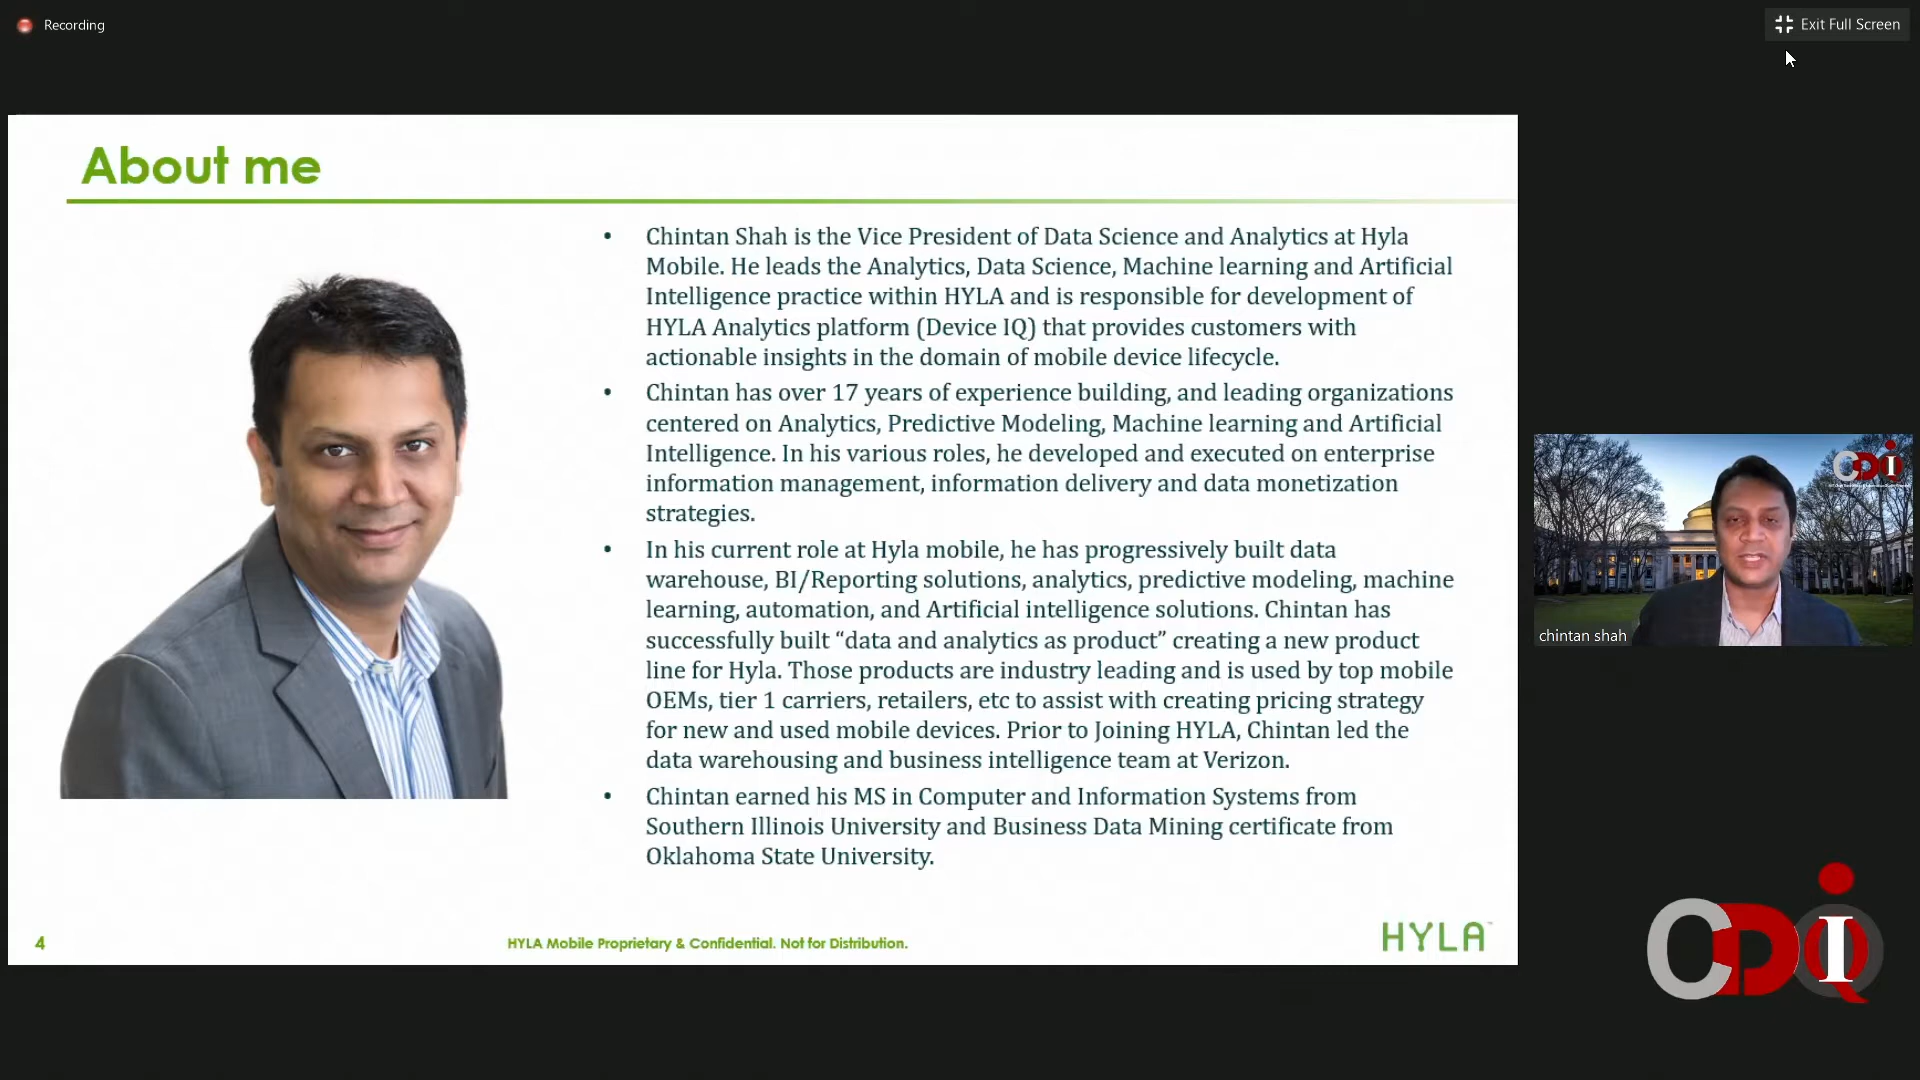 Recording
Exit Full Screen
About me
• Chintan Shah is the Vice President of Data Science and Analytics at Hyla
Mobile. He leads the Analytics, Data Science, Machine learning and Artificial
Intelligence practice within HYLA and is responsible for development of
HYLA Analytics platform (Device IQ) that provides customers with
actionable insights in the domain of mobile device lifecycle.
• Chintan has over 17 years of experience building, and leading organizations
centered on Analytics, Predictive Modeling, Machine learning and Artificial
Intelligence. In his various roles, he developed and executed on enterprise
information management, information delivery and data monetization
strategies.
• In his current role at Hyla mobile, he has progressively built data
warehouse, BI/Reporting solutions, analytics, predictive modeling, machine
learning, automation, and Artificial intelligence solutions. Chintan has
successfully built “data and analytics as product” creating a new product
line for Hyla. Those products are industry leading and is used by top mobile
OEMs, tier 1 carriers, retailers, etc to assist with creating pricing strategy
for new and used mobile devices. Prior to Joining HYLA, Chintan led the
data warehousing and business intelligence team at Verizon.
• Chintan earned his MS in Computer and Information Systems from
Southern Illinois University and Business Data Mining certificate from
Oklahoma State University.
4
HYLA Mobile Proprietary & Confidential. Not for Distribution.
HYLA™
CDIQ
chintan shah
CDIQ